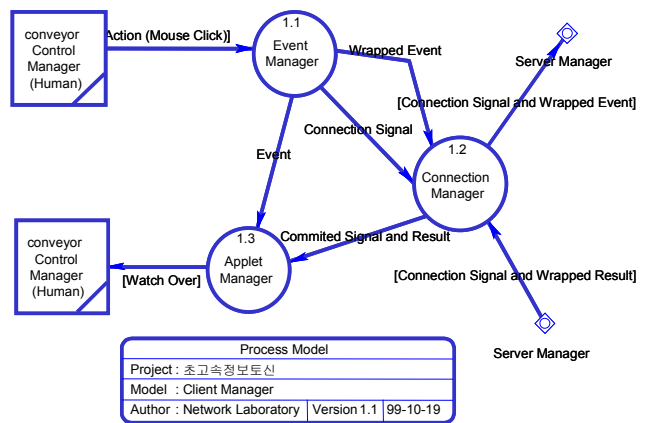 conveyor
Control
Manager
(Human)
Action (Mouse Click)]
1.1
Event
Manager
Wrapped Event
Server Manager
[Connection Signal and Wrapped Event]
Connection Signal
Event
1.2
Connection
Manager
conveyor
Control
Manager
(Human)
[Watch Over]
1.3
Applet
Manager
Commited Signal and Result
[Connection Signal and Wrapped Result]
Server Manager
Process Model
Project : 초고속정보토신
Model : Client Manager
Author : Network Laboratory Version 1.1 99-10-19